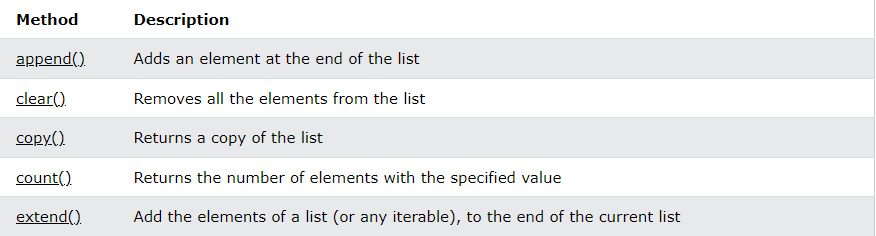 Method Description
append() Adds an element at the end of the list
clear() Removes all the elements from the list
copy() Returns a copy of the list
count() Returns the number of elements with the specified value
extend() Add the elements of a list (or any iterable), to the end of the current list